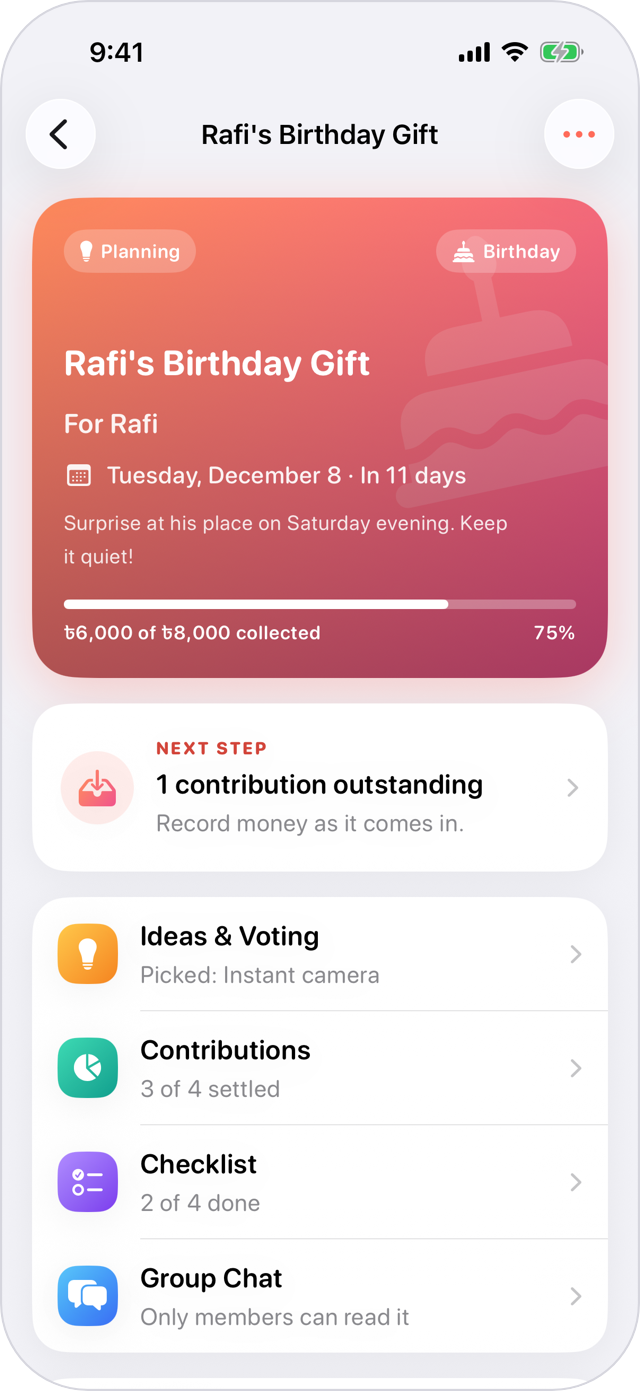 9:41
Rafi's Birthday Gift
Planning
Birthday
Rafi's Birthday Gift
For Rafi
Tuesday, December 8 · In 11 days
Surprise at his place on Saturday evening. Keep
it quiet!
৳6,000 of ৳8,000 collected
75%
NEXT STEP
1 contribution outstanding
Record money as it comes in.
Ideas & Voting
Picked: Instant camera
Contributions
3 of 4 settled
Checklist
2 of 4 done
Group Chat
Only members can read it